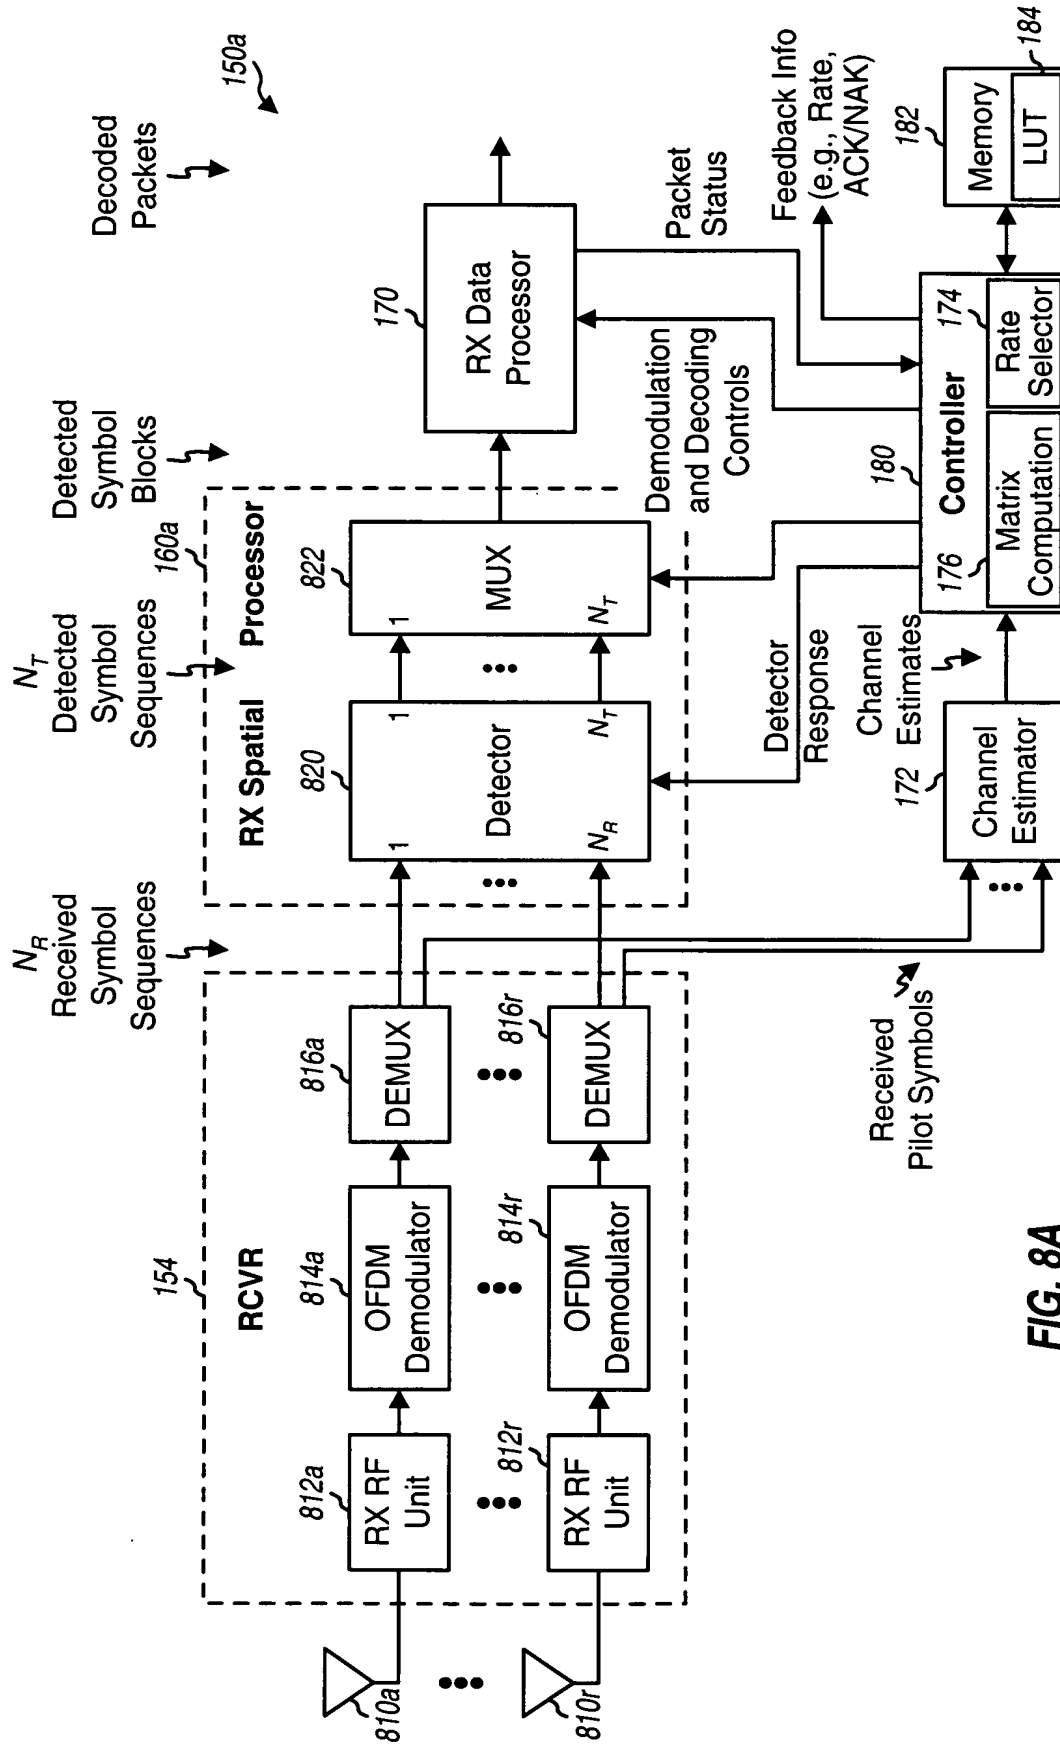 150a
Decoded
Packets
Detected
Symbol
Blocks
N_T
Detected
Symbol
Sequences
N_R
Received
Symbol
Sequences
154
RCVR
810a
810r
812a
RX RF
Unit
812r
RX RF
Unit
814a
OFDM
Demodulator
814r
OFDM
Demodulator
816a
DEMUX
816r
DEMUX
160a
RX Spatial Processor
820
1
Detector
N_R
1
N_T
822
1
MUX
N_T
170
RX Data
Processor
Packet
Status
Demodulation
and Decoding
Controls
Detector
Response
Feedback Info
(e.g., Rate,
ACK/NAK)
Received
Pilot Symbols
172
Channel
Estimator
Channel
Estimates
180
Controller
176
Matrix
Computation
174
Rate
Selector
182
Memory
184
LUT
FIG. 8A